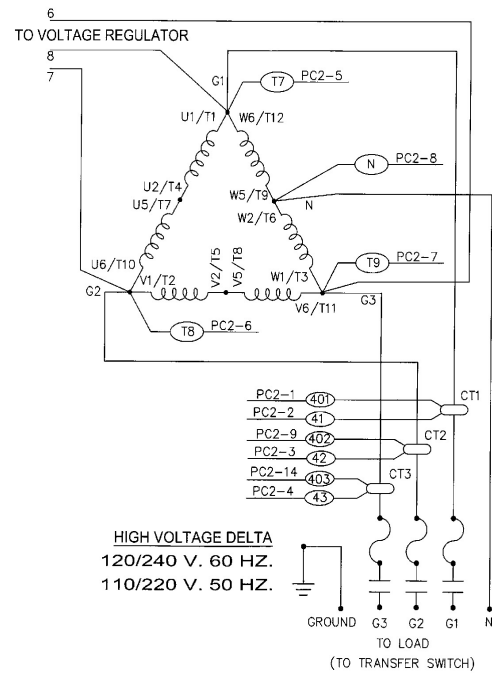 6
TO VOLTAGE REGULATOR
8
7
G1
T7 PC2-5
U1/T1 W6/T12
N PC2-8
U2/T4
U5/T7
W5/T9
W2/T6
N
U6/T10
V1/T2
V2/T5
V5/T8
W1/T3
T9 PC2-7
G2
V6/T11
G3
T8 PC2-6
PC2-1 401
CT1
PC2-2 41
PC2-9 402
CT2
PC2-3 42
PC2-14 403
CT3
PC2-4 43
HIGH VOLTAGE DELTA
120/240 V. 60 HZ.
110/220 V. 50 HZ.
GROUND G3 G2 G1 N
TO LOAD
(TO TRANSFER SWITCH)